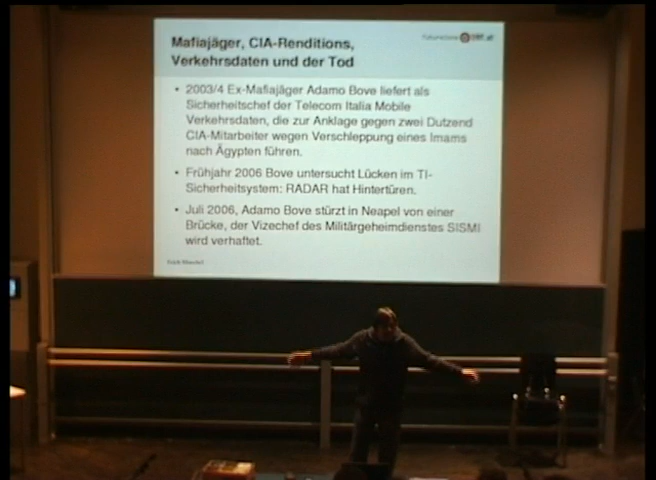 Mafiajäger, CIA-Renditions,
Verkehrsdaten und der Tod
• 2003/4 Ex-Mafiajäger Adamo Bove liefert als
Sicherheitschef der Telecom Italia Mobile
Verkehrsdaten, die zur Anklage gegen zwei Dutzend
CIA-Mitarbeiter wegen Verschleppung eines Imams
nach Ägypten führen.
• Frühjahr 2006 Bove untersucht Lücken im TI-
Sicherheitsystem: RADAR hat Hintertüren.
• Juli 2006, Adamo Bove stürzt in Neapel von einer
Brücke, der Vizechef des Militärgeheimdienstes SISMI
wird verhaftet.